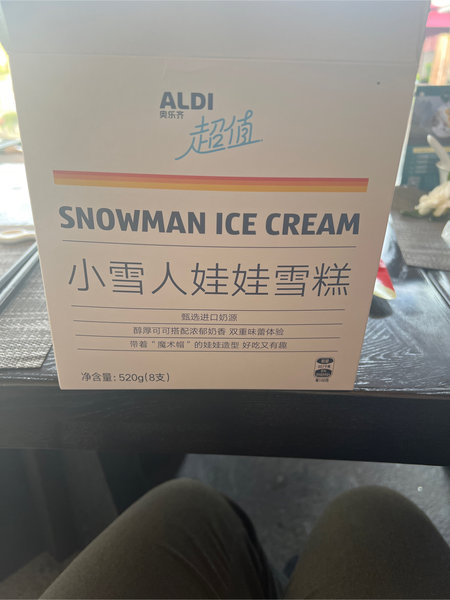 ALDI
奥乐齐
超值
SNOWMAN ICE CREAM
小雪人娃娃雪糕
甄选进口奶源
醇厚可可搭配浓郁奶香 双重味蕾体验
带着“魔术帽”的娃娃造型 好吃又有趣
净含量：520g(8支)